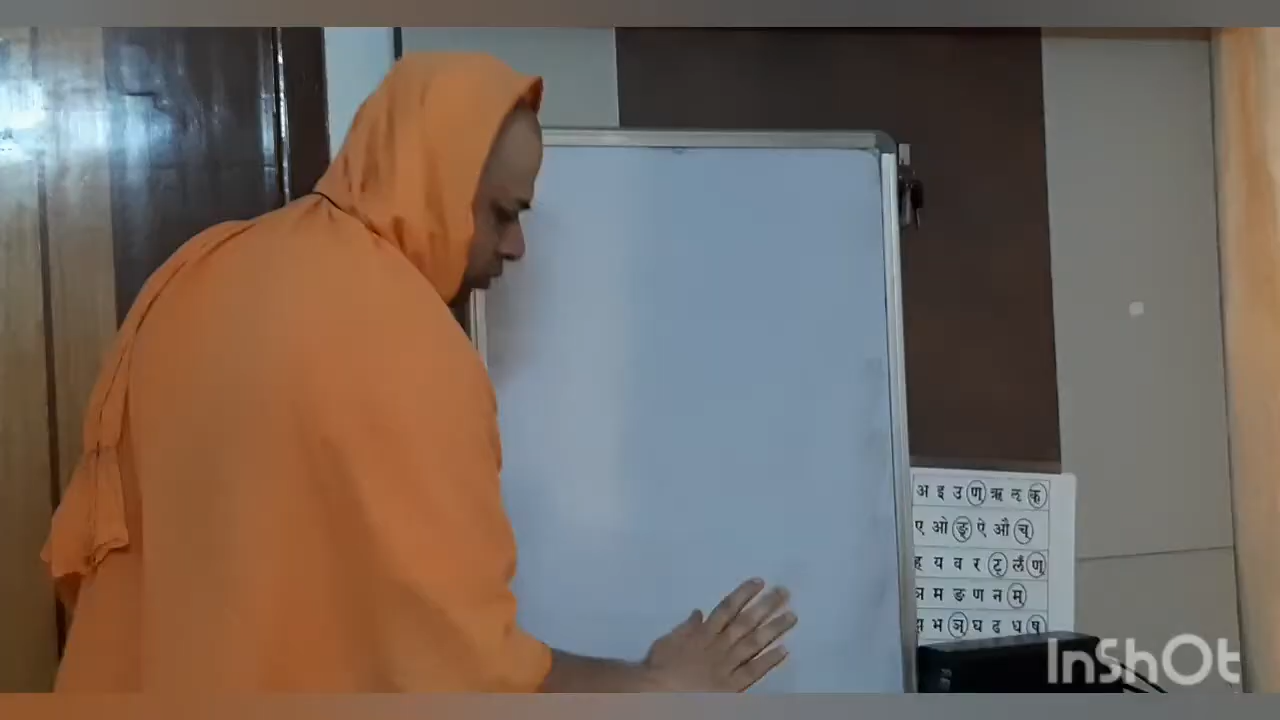 अ इ उ ण् ऋ ऌ क्
ए ओ ङ् ऐ औ च्
ह य व र ट् लँ ण्
ञ म ङ ण न म्
झ भ ञ् घ ढ ध ष्
InShOt